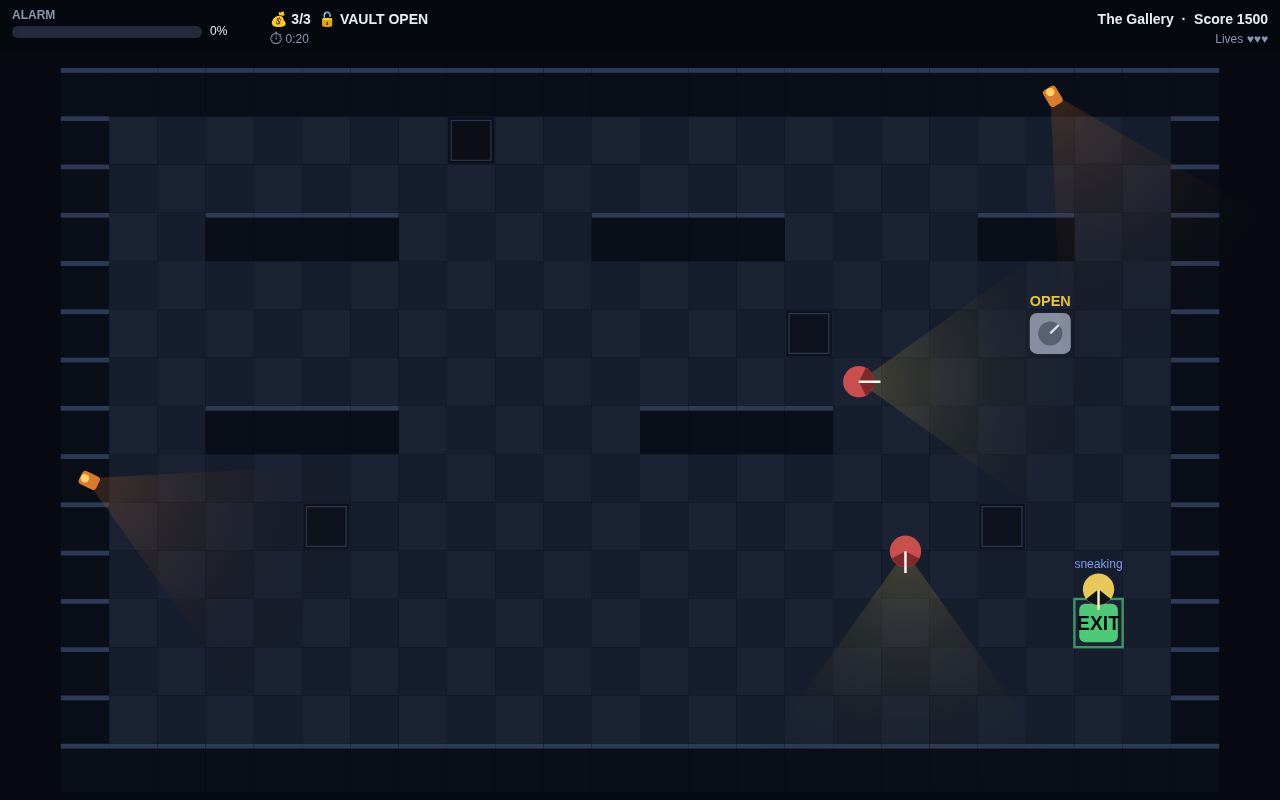 ALARM
0%
💰 3/3 🔓 VAULT OPEN
⏱ 0:20
The Gallery · Score 1500
Lives ♥♥♥
OPEN
sneaking
EXIT